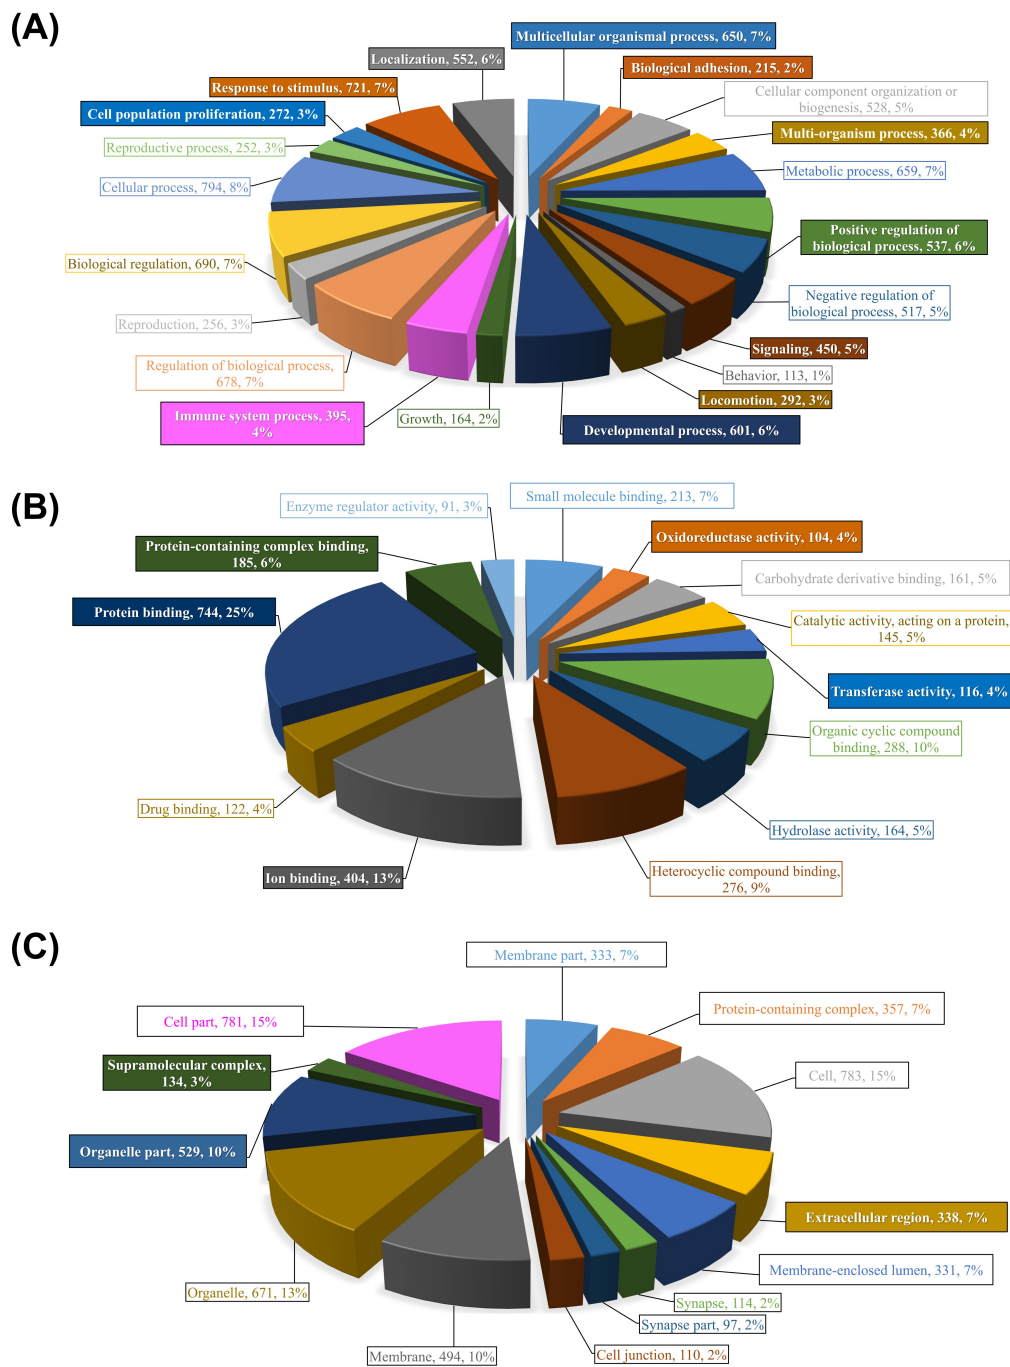 (A)
Multicellular organismal process, 650, 7%
Localization, 552, 6%
Biological adhesion, 215, 2%
Response to stimulus, 721, 7%
Cellular component organization or
biogenesis, 528, 5%
Cell population proliferation, 272, 3%
Multi-organism process, 366, 4%
Reproductive process, 252, 3%
Metabolic process, 659, 7%
Cellular process, 794, 8%
Positive regulation of
biological process, 537, 6%
Biological regulation, 690, 7%
Negative regulation of
biological process, 517, 5%
Reproduction, 256, 3%
Signaling, 450, 5%
Regulation of biological process,
678, 7%
Behavior, 113, 1%
Locomotion, 292, 3%
Immune system process, 395,
4%
Growth, 164, 2%
Developmental process, 601, 6%
(B)
Small molecule binding, 213, 7%
Enzyme regulator activity, 91, 3%
Oxidoreductase activity, 104, 4%
Protein-containing complex binding,
185, 6%
Carbohydrate derivative binding, 161, 5%
Protein binding, 744, 25%
Catalytic activity, acting on a protein,
145, 5%
Transferase activity, 116, 4%
Organic cyclic compound
binding, 288, 10%
Drug binding, 122, 4%
Hydrolase activity, 164, 5%
Ion binding, 404, 13%
Heterocyclic compound binding,
276, 9%
(C)
Membrane part, 333, 7%
Protein-containing complex, 357, 7%
Cell part, 781, 15%
Supramolecular complex,
134, 3%
Cell, 783, 15%
Organelle part, 529, 10%
Extracellular region, 338, 7%
Membrane-enclosed lumen, 331, 7%
Organelle, 671, 13%
Synapse, 114, 2%
Synapse part, 97, 2%
Membrane, 494, 10%
Cell junction, 110, 2%